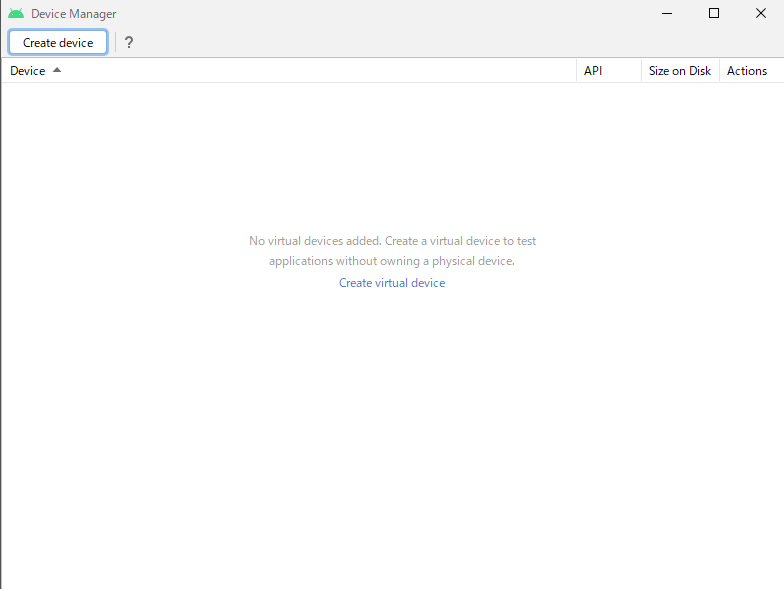 Device Manager
Create device ?
Device API Size on Disk Actions
No virtual devices added. Create a virtual device to test
applications without owning a physical device.
Create virtual device